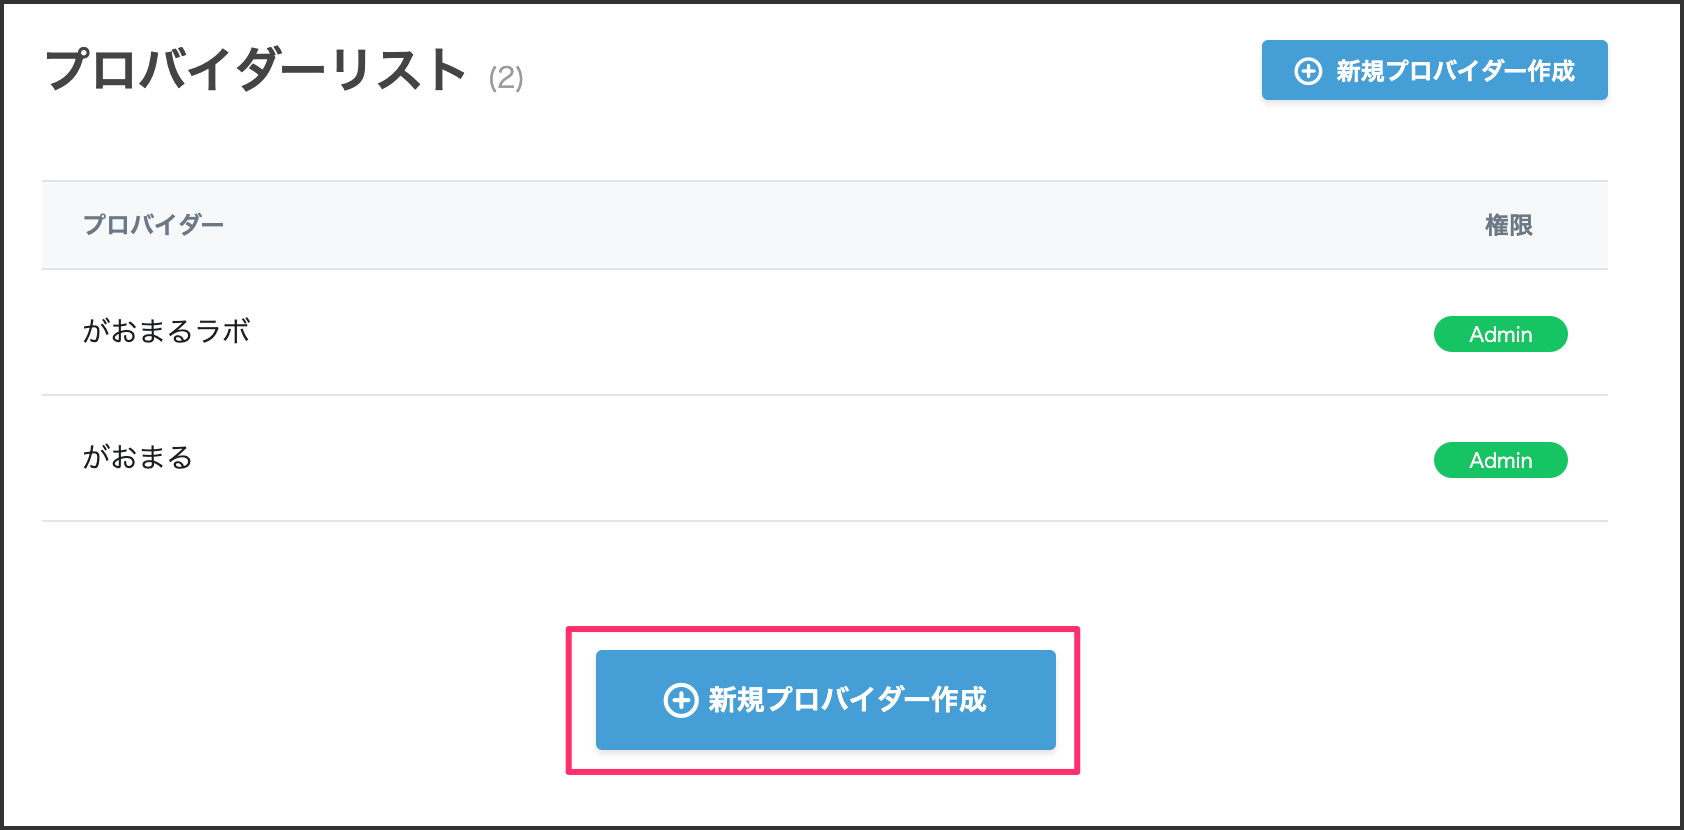 プロバイダーリスト (2)
新規プロバイダー作成
プロバイダー 権限
がおまるラボ Admin
がおまる Admin
新規プロバイダー作成